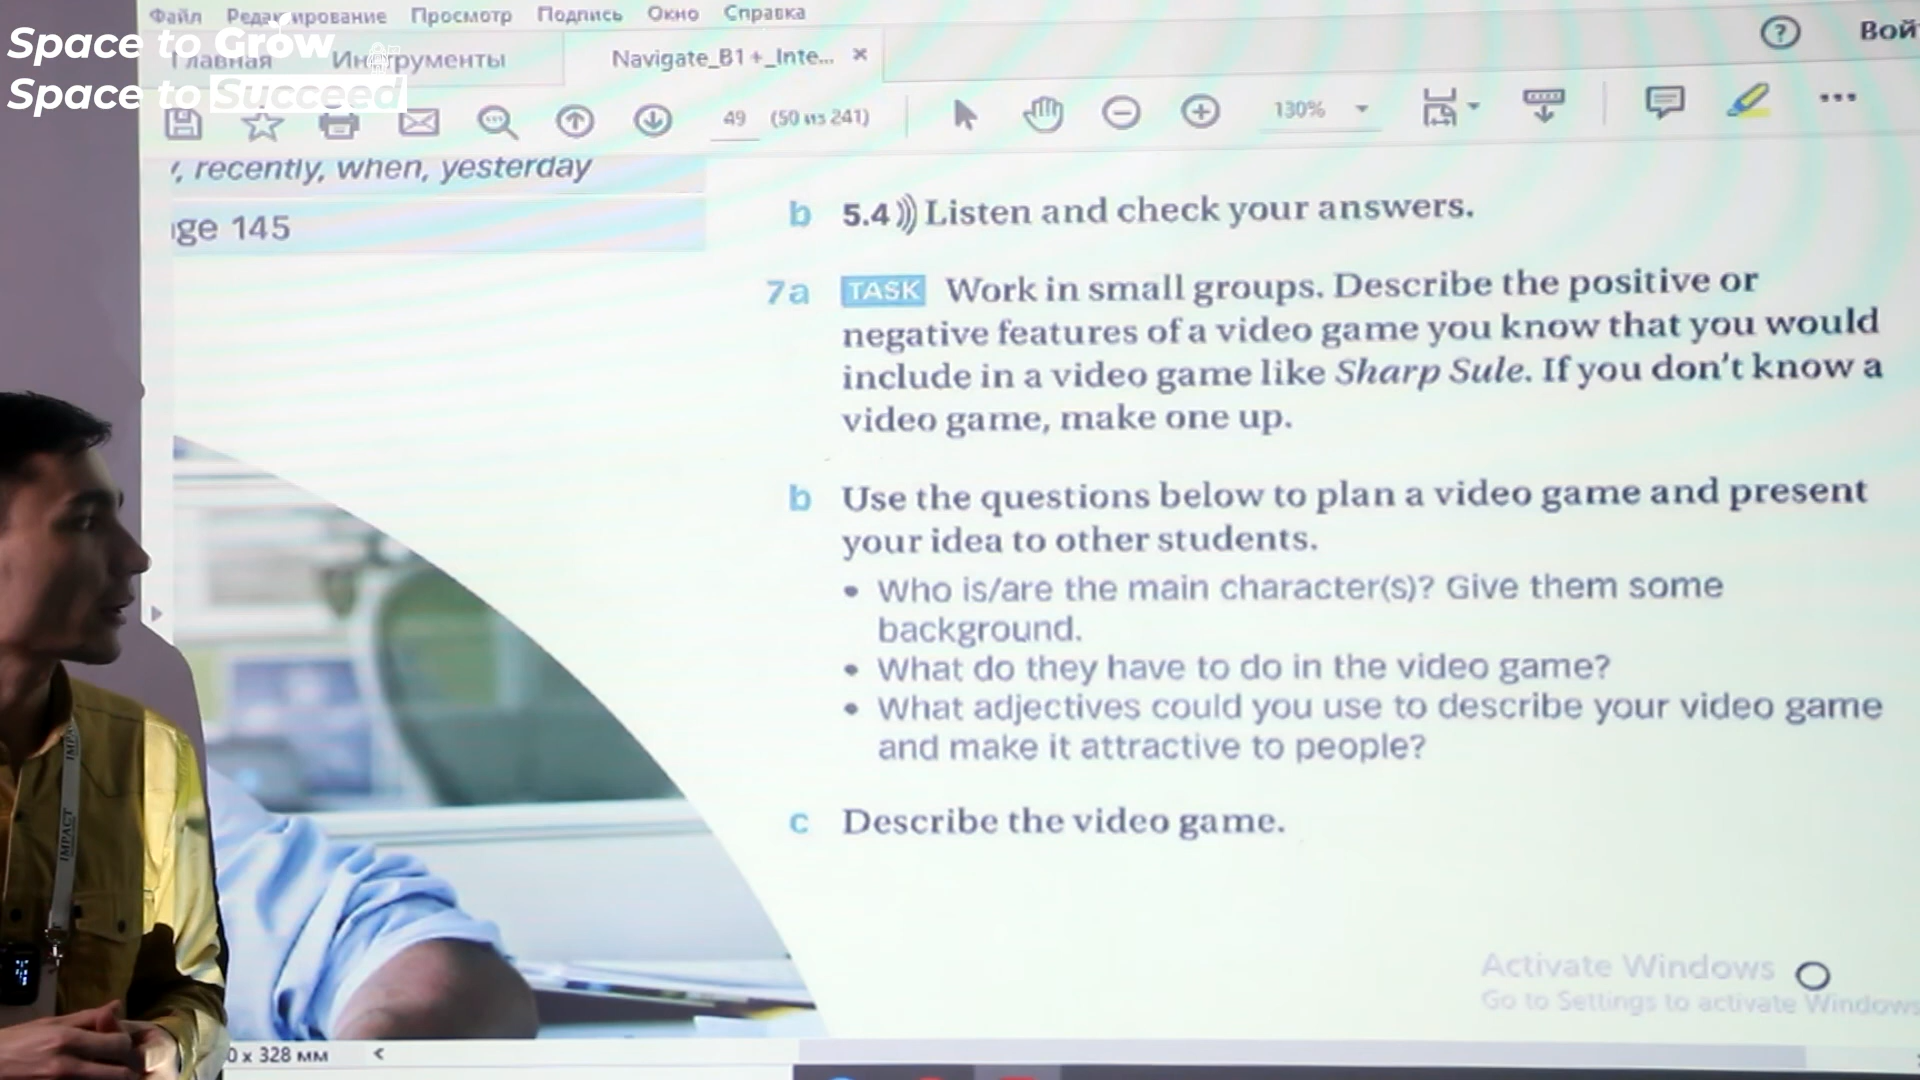 Файл Редактирование Просмотр Подпись Окно Справка
Space to Grow
Space to Succeed
Главная Инструменты Navigate_B1+_Inte... ×
? Вой
49 (50 из 241) 130%
, recently, when, yesterday
ge 145
b 5.4 Listen and check your answers.
7a TASK Work in small groups. Describe the positive or
negative features of a video game you know that you would
include in a video game like Sharp Sule. If you don't know a
video game, make one up.
b Use the questions below to plan a video game and present
your idea to other students.
• Who is/are the main character(s)? Give them some
background.
• What do they have to do in the video game?
• What adjectives could you use to describe your video game
and make it attractive to people?
c Describe the video game.
Activate Windows
Go to Settings to activate Windows
0 x 328 мм
IMPACT
IMPACT